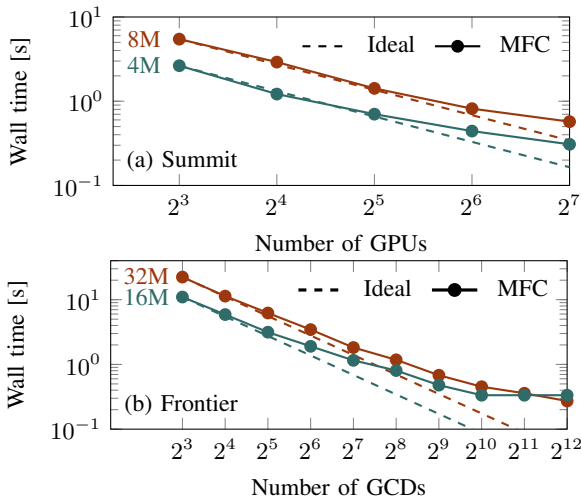 10^1
10^0
10^{-1}
Wall time [s]
8M
4M
Ideal
MFC
(a) Summit
2^3 2^4 2^5 2^6 2^7
Number of GPUs
10^1
10^0
10^{-1}
Wall time [s]
32M
16M
Ideal
MFC
(b) Frontier
2^3 2^4 2^5 2^6 2^7 2^8 2^9 2^10 2^11 2^12
Number of GCDs